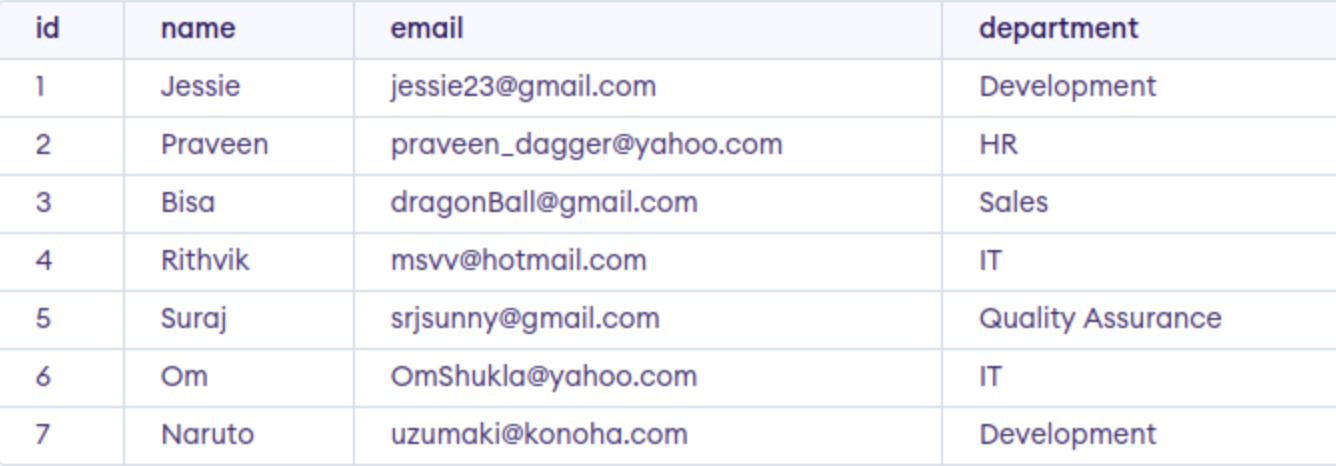 id name email department
1 Jessie jessie23@gmail.com Development
2 Praveen praveen_dagger@yahoo.com HR
3 Bisa dragonBall@gmail.com Sales
4 Rithvik msvv@hotmail.com IT
5 Suraj srjsunny@gmail.com Quality Assurance
6 Om OmShukla@yahoo.com IT
7 Naruto uzumaki@konoha.com Development